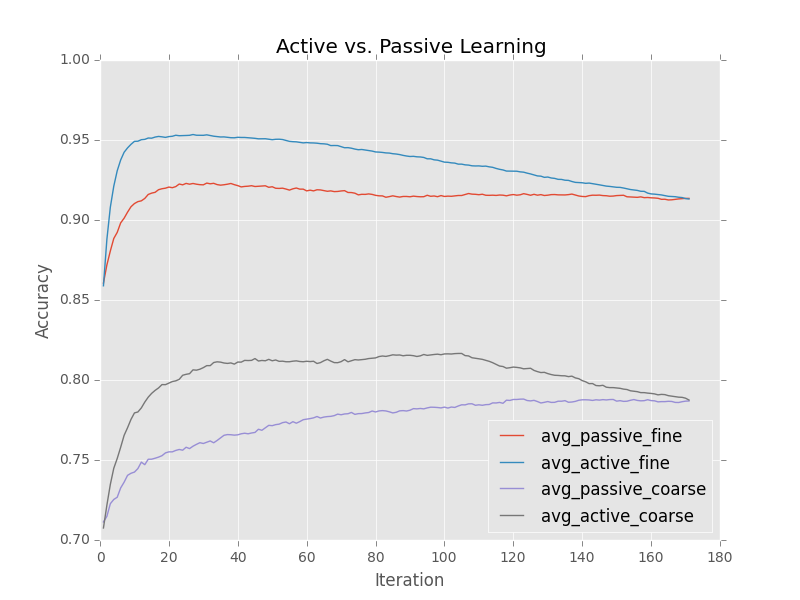 Active vs. Passive Learning
1.00
0.95
0.90
0.85
0.80
0.75
0.70
Accuracy
avg_passive_fine
avg_active_fine
avg_passive_coarse
avg_active_coarse
0 20 40 60 80 100 120 140 160 180
Iteration